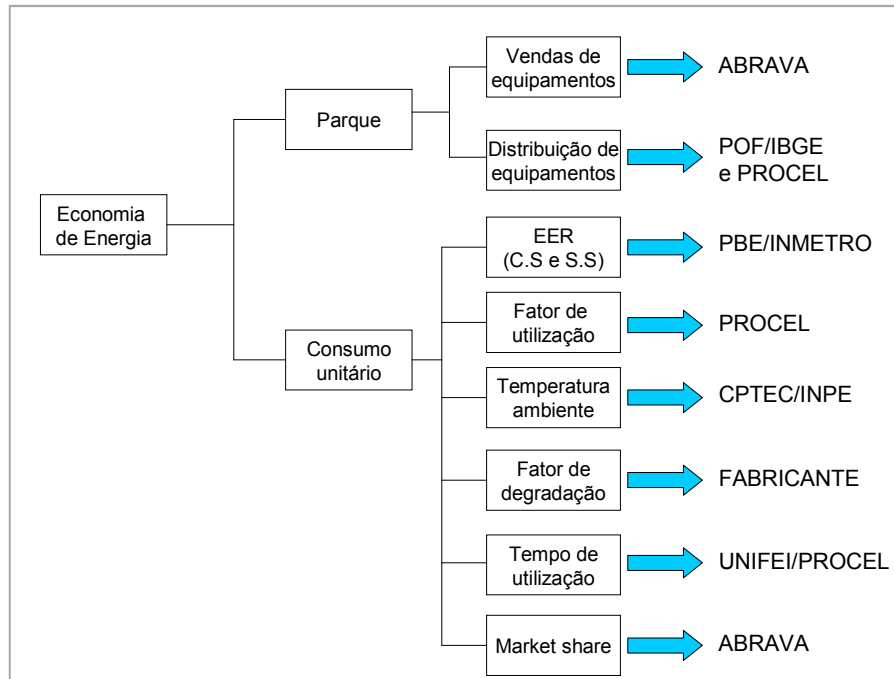 Vendas de
equipamentos
ABRAVA
Parque
Distribuição de
equipamentos
POF/IBGE
e PROCEL
Economia
de Energia
EER
(C.S e S.S)
PBE/INMETRO
Fator de
utilização
PROCEL
Consumo
unitário
Temperatura
ambiente
CPTEC/INPE
Fator de
degradação
FABRICANTE
Tempo de
utilização
UNIFEI/PROCEL
Market share
ABRAVA